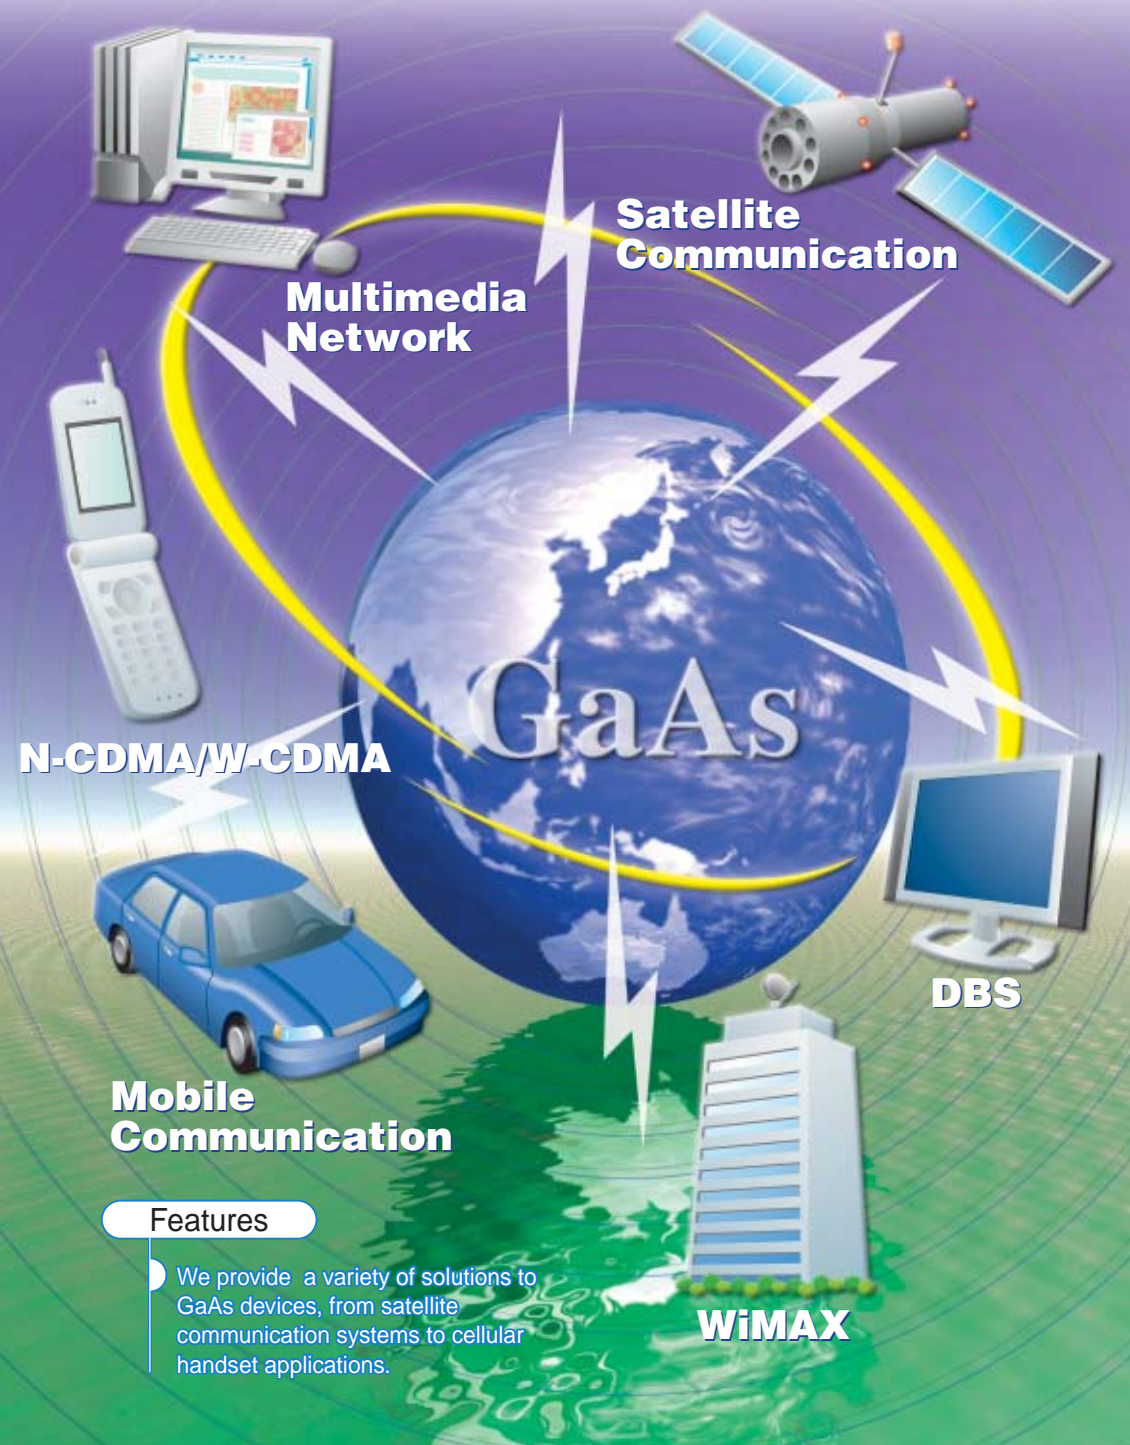 Satellite
Communication
Multimedia
Network
GaAs
N-CDMA/W-CDMA
DBS
Mobile
Communication
Features
We provide a variety of solutions to
GaAs devices, from satellite
communication systems to cellular
handset applications.
WiMAX